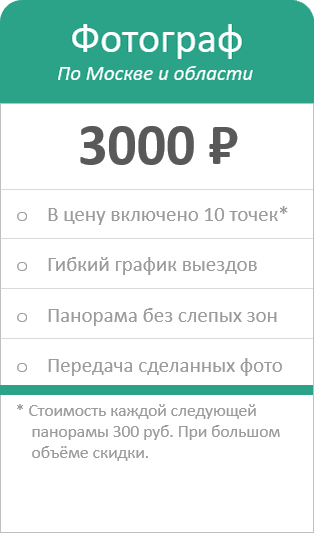 Фотограф
По Москве и области
3000 ₽
o В цену включено 10 точек*
o Гибкий график выездов
o Панорама без слепых зон
o Передача сделанных фото
* Стоимость каждой следующей
панорамы 300 руб. При большом
объёме скидки.